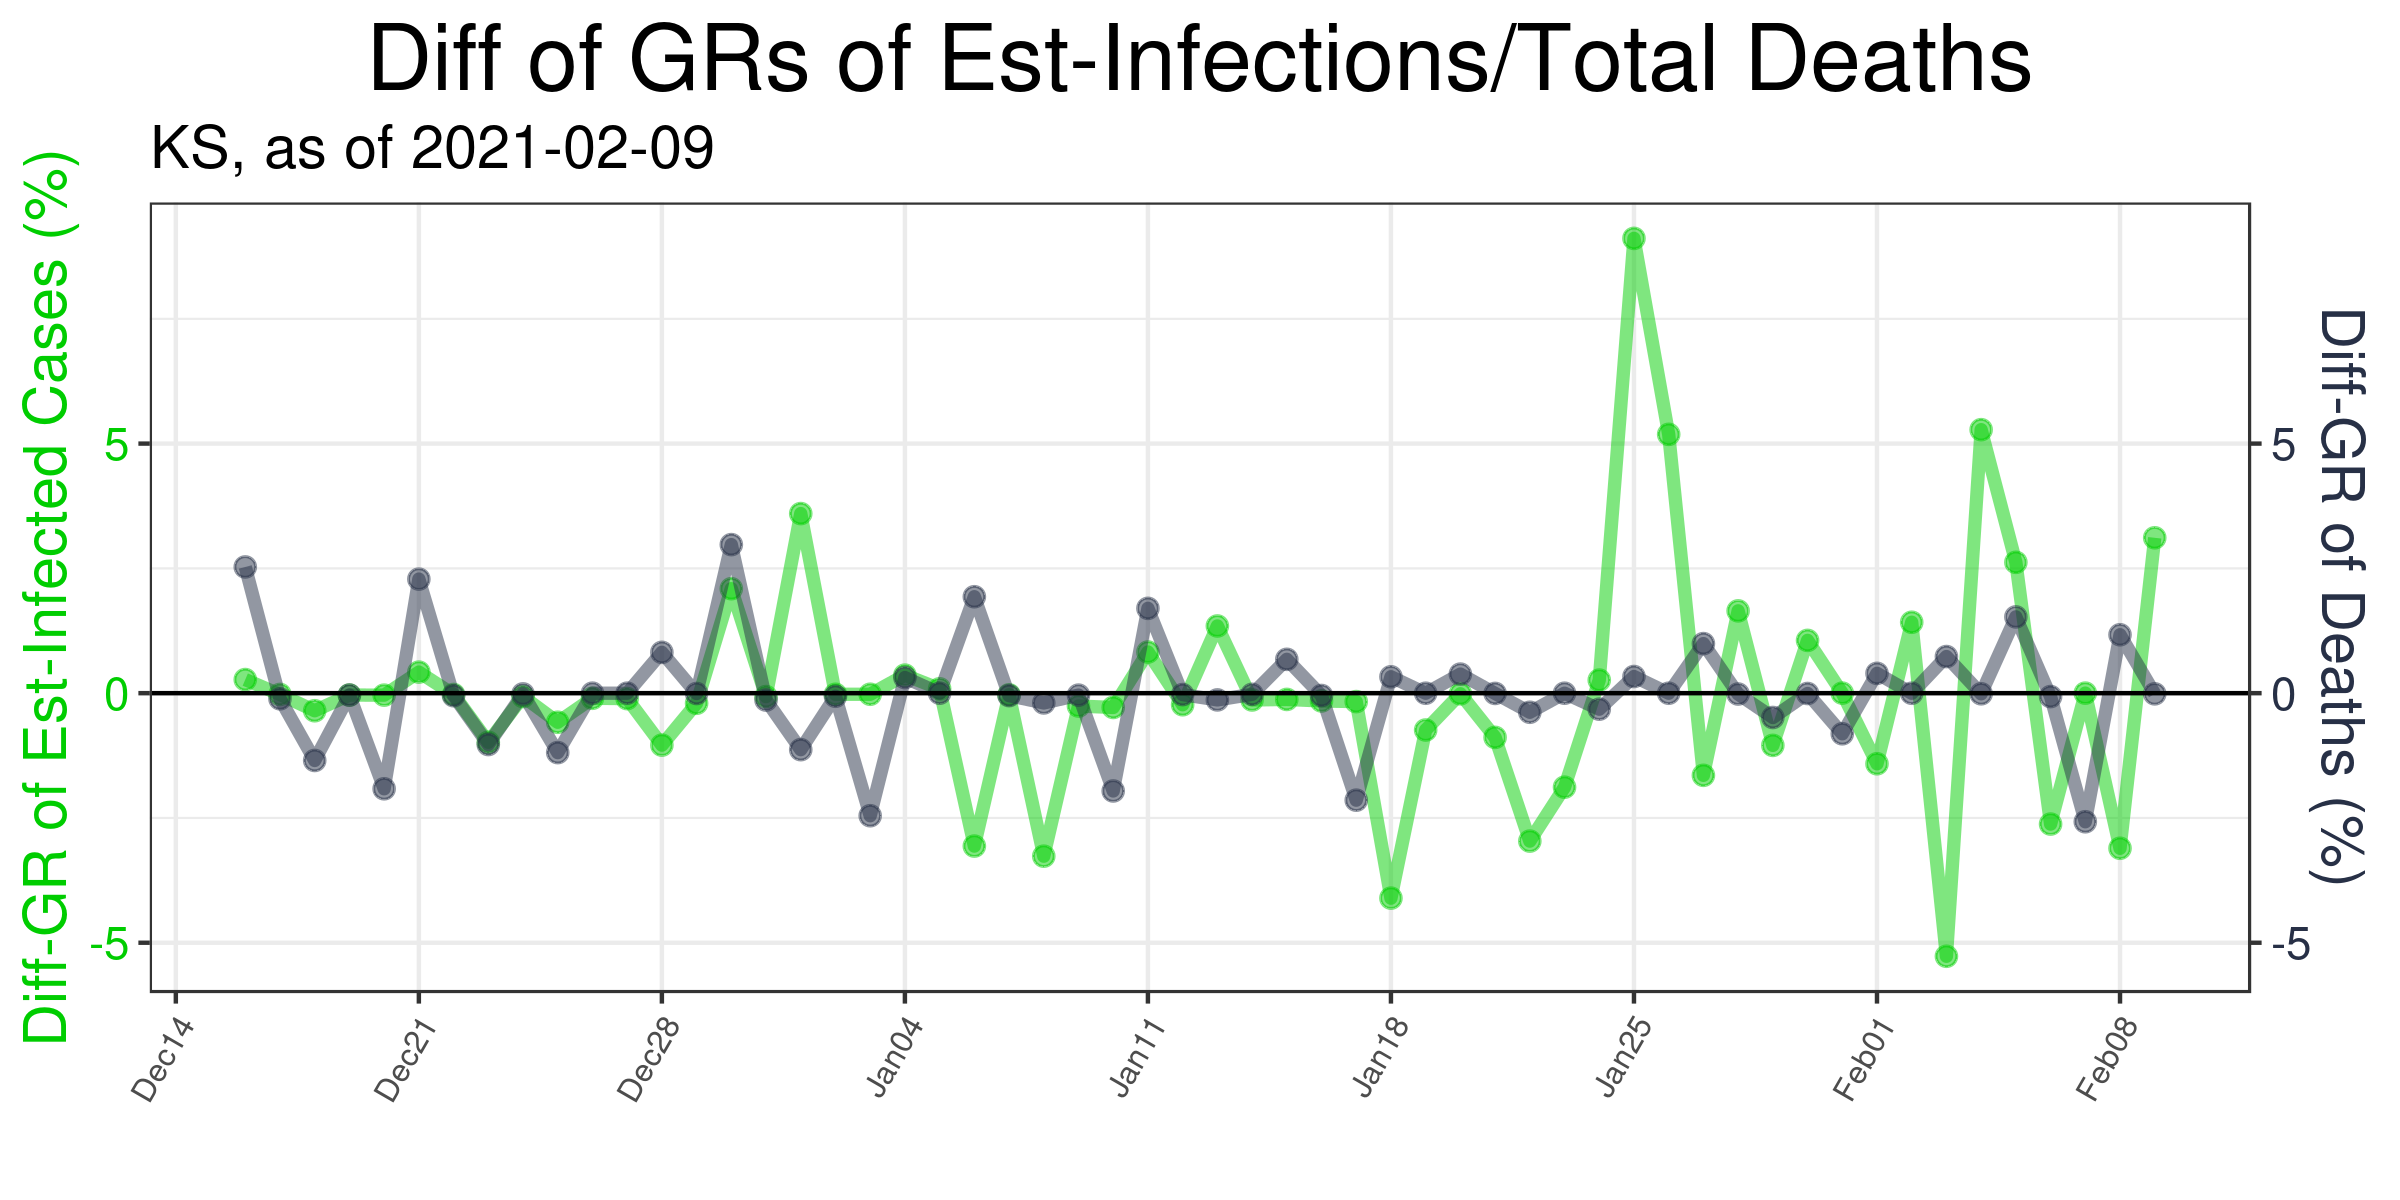 Diff of GRs of Est-Infections/Total Deaths
KS, as of 2021-02-09
Diff-GR of Est-Infected Cases (%)
5
0
-5
5
0
-5
Diff-GR of Deaths (%)
Dec14
Dec21
Dec28
Jan04
Jan11
Jan18
Jan25
Feb01
Feb08